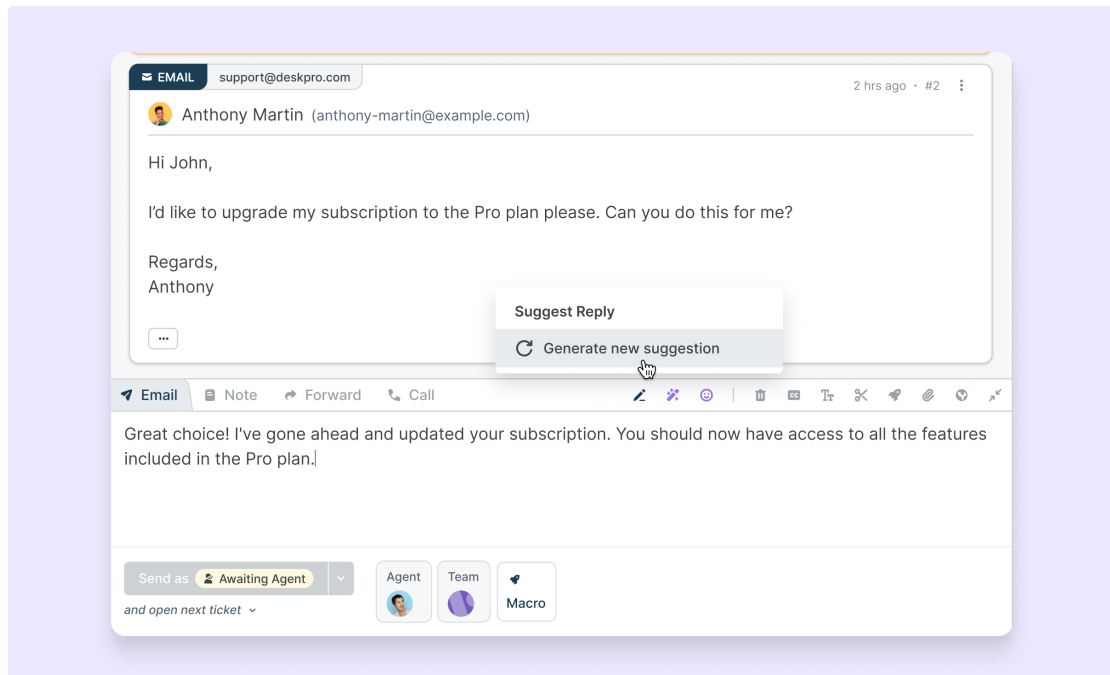 EMAIL support@deskpro.com
2 hrs ago · #2
Anthony Martin (anthony-martin@example.com)
Hi John,
I’d like to upgrade my subscription to the Pro plan please. Can you do this for me?
Regards,
Anthony
Suggest Reply
Generate new suggestion
Email Note Forward Call
CC Tт
Great choice! I've gone ahead and updated your subscription. You should now have access to all the features
included in the Pro plan.
Send as Awaiting Agent
and open next ticket
Agent Team
Macro